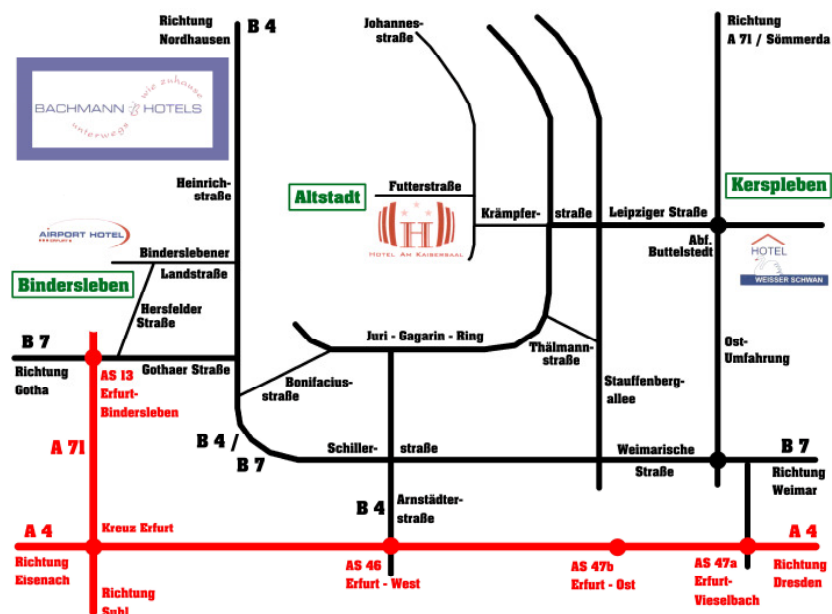 Richtung
Nordhausen
B 4
Johannes-
straße
Richtung
A 71 / Sömmerda
BACHMANN HOTELS
unterwegs wie zuhause
Heinrich-
straße
Altstadt
Futterstraße
Kerspleben
Krämpfer-
straße
Leipziger Straße
H
HOTEL AM KAISERSAAL
AIRPORT HOTEL
Abf.
Buttelstedt
HOTEL
WEISSER SCHWAN
Binderslebener
Landstraße
Bindersleben
Hersfelder
Straße
B 7
Richtung
Gotha
AS 13
Erfurt-
Bindersleben
Gothaer Straße
Juri - Gagarin - Ring
Bonifacius-
straße
Thälmann-
straße
Ost-
Umfahrung
Stauffenberg-
allee
A 71
B 4 /
B 7
Schiller-
straße
Weimarische
Straße
B 7
Richtung
Weimar
B 4
Arnstädter-
straße
A 4
Kreuz Erfurt
A 4
Richtung
Eisenach
AS 46
Erfurt - West
AS 47b
Erfurt - Ost
AS 47a
Erfurt-
Vieselbach
Richtung
Dresden
Richtung
Suhl